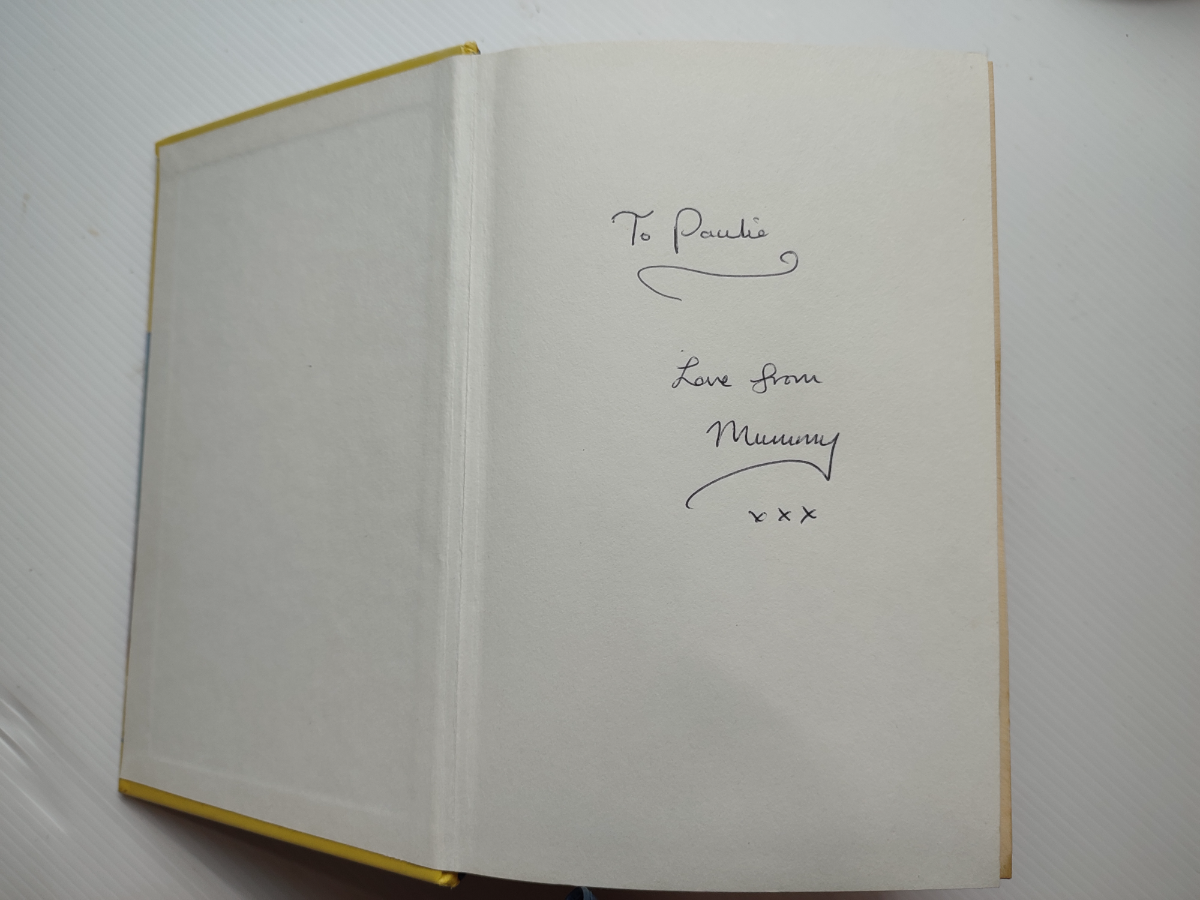 To Paulie
Love from
Mummy
xxx